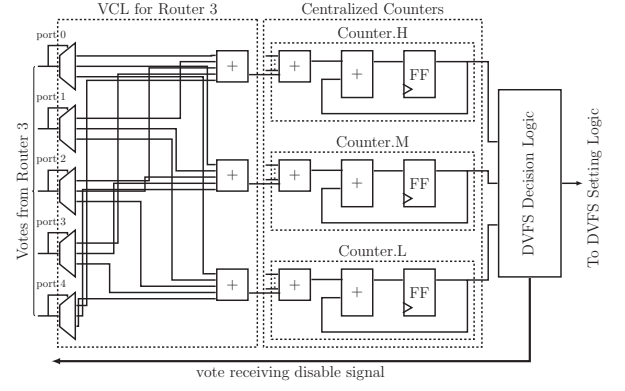 VCL for Router 3
Centralized Counters
port 0
port 1
port 2
port 3
port 4
Votes from Router 3
+
+
+
Counter.H
+
+
FF
Counter.M
+
+
FF
Counter.L
+
+
FF
DVFS Decision Logic
To DVFS Setting Logic
vote receiving disable signal